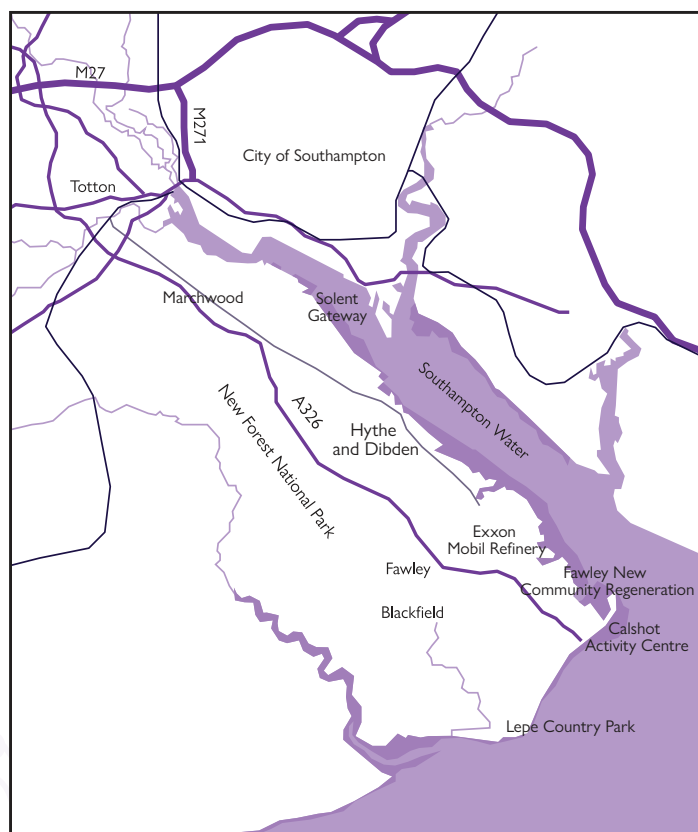 M27
M271
City of Southampton
Totton
Marchwood
Solent
Gateway
Southampton Water
A326
New Forest National Park
Hythe
and Dibden
Exxon
Mobil Refinery
Fawley
Fawley New
Community Regeneration
Blackfield
Calshot
Activity Centre
Lepe Country Park